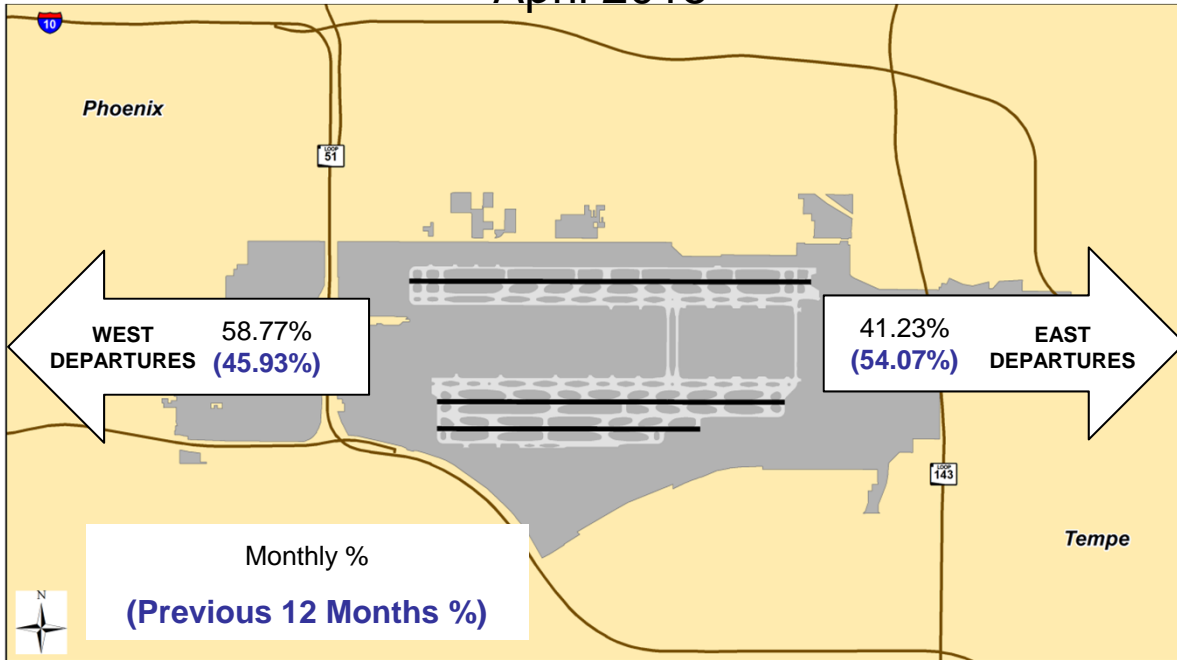 April
10
Phoenix
LOOP
51
WEST
DEPARTURES
58.77%
(45.93%)
41.23%
(54.07%)
EAST
DEPARTURES
LOOP
143
Tempe
Monthly %
(Previous 12 Months %)
N